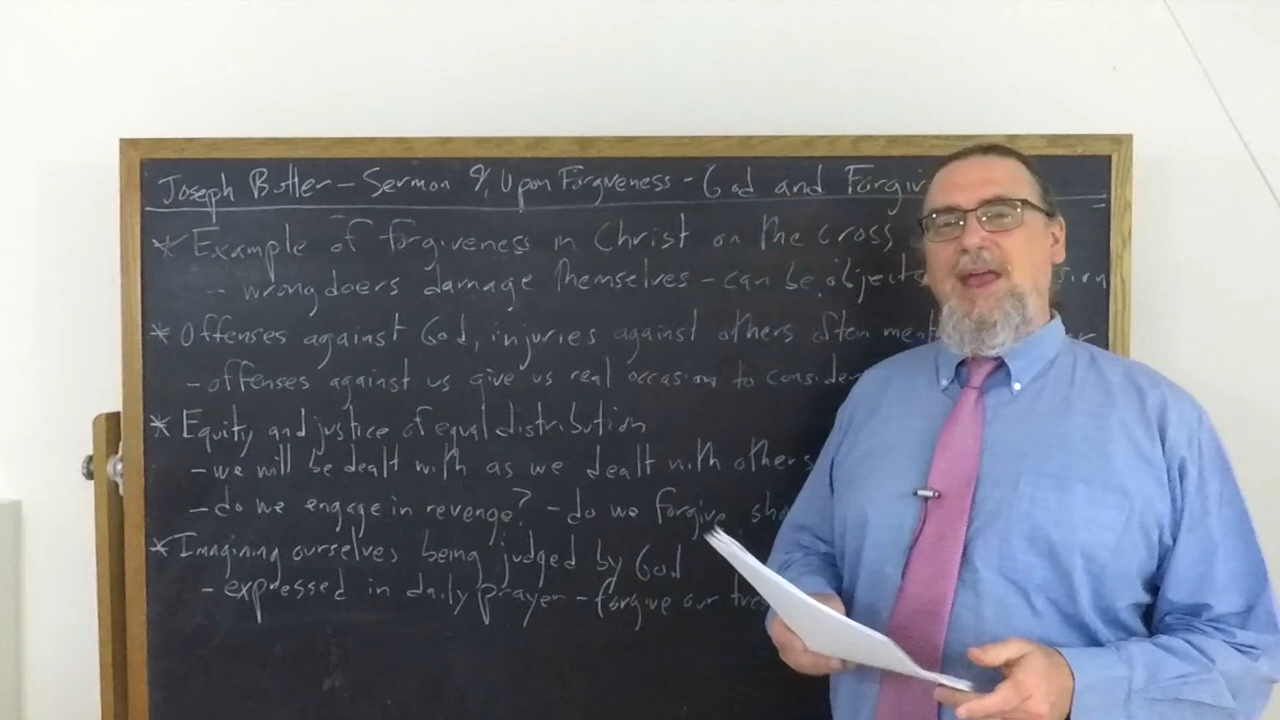 Joseph Butler - Sermon 9, Upon Forgiveness - God and Forgiv
* Example of forgiveness in Christ on the cross
- wrongdoers damage themselves - can be objects
* Offenses against God, injuries against others often
- offenses against us give us real occasion to consider
* Equity and justice of equal distribution
- we will be dealt with as we dealt with others
- do we engage in revenge? - do we forgive,
* Imagining ourselves being judged by God
- expressed in daily prayer - forgive our